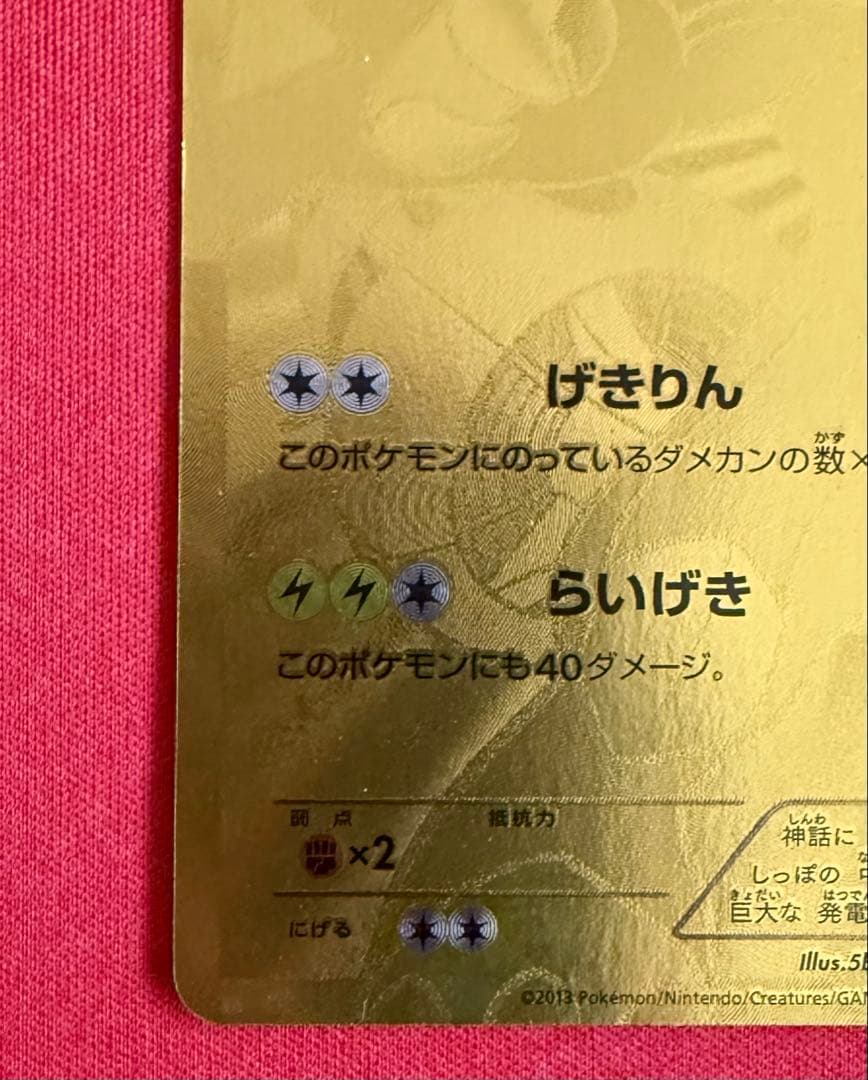 げきりん
このポケモンにのっているダメカンの数×
らいげき
このポケモンにも40ダメージ。
弱点 抵抗力
×2
神話に
しっぽの
巨大な 発電
にげる
Illus.5
©2013 Pokémon/Nintendo/Creatures/GA